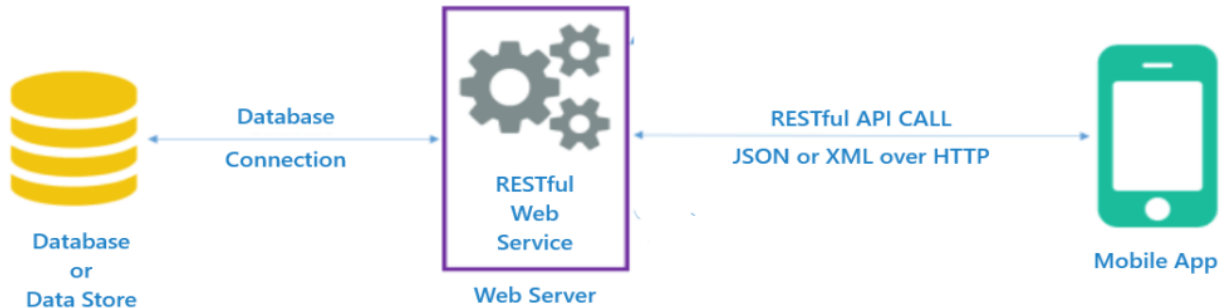 Database
Connection
Database
or
Data Store
RESTful
Web
Service
Web Server
RESTful API CALL
JSON or XML over HTTP
Mobile App